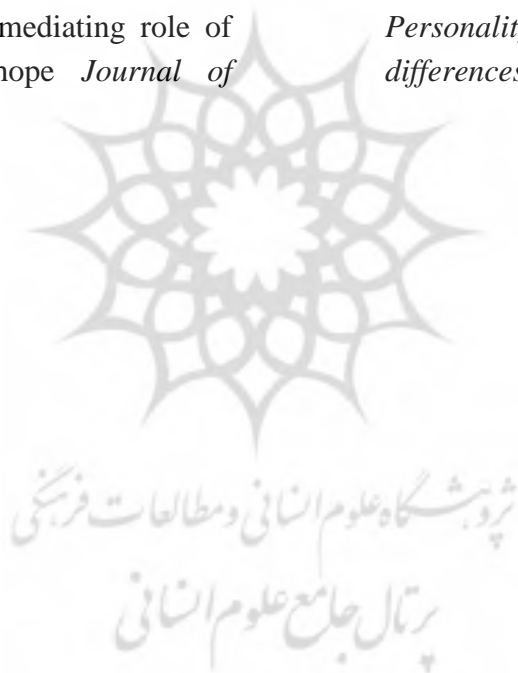 mediating role of
hope Journal of
Personality
differences
پژوهشگاه علوم انسانی و مطالعات فرهنگی
پرتال جامع علوم انسانی